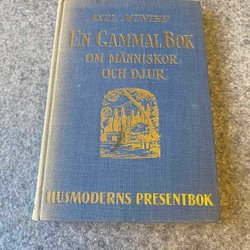 AXEL MUNTHE
EN GAMMAL BOK
OM MÄNNISKOR
OCH DJUR
HUSMODERNS PRESENTBOK